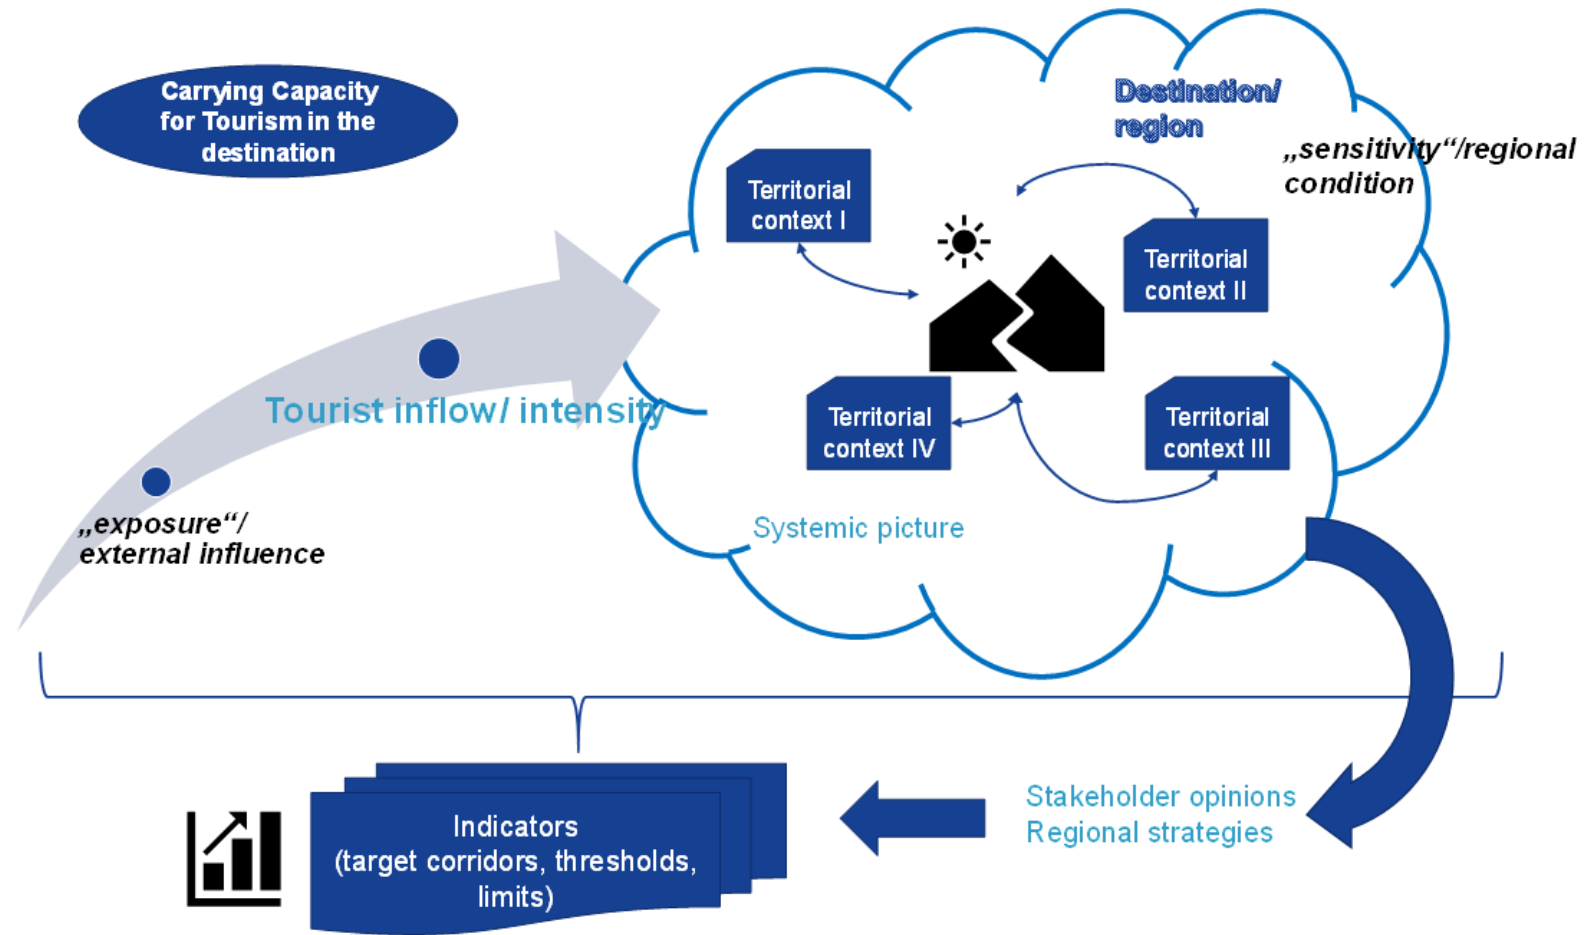 Carrying Capacity
for Tourism in the
destination
Destination/
region
„sensitivity“/regional
condition
Territorial
context I
Territorial
context II
Territorial
context IV
Territorial
context III
Systemic picture
Tourist inflow/ intensity
„exposure“/
external influence
Stakeholder opinions
Regional strategies
Indicators
(target corridors, thresholds,
limits)